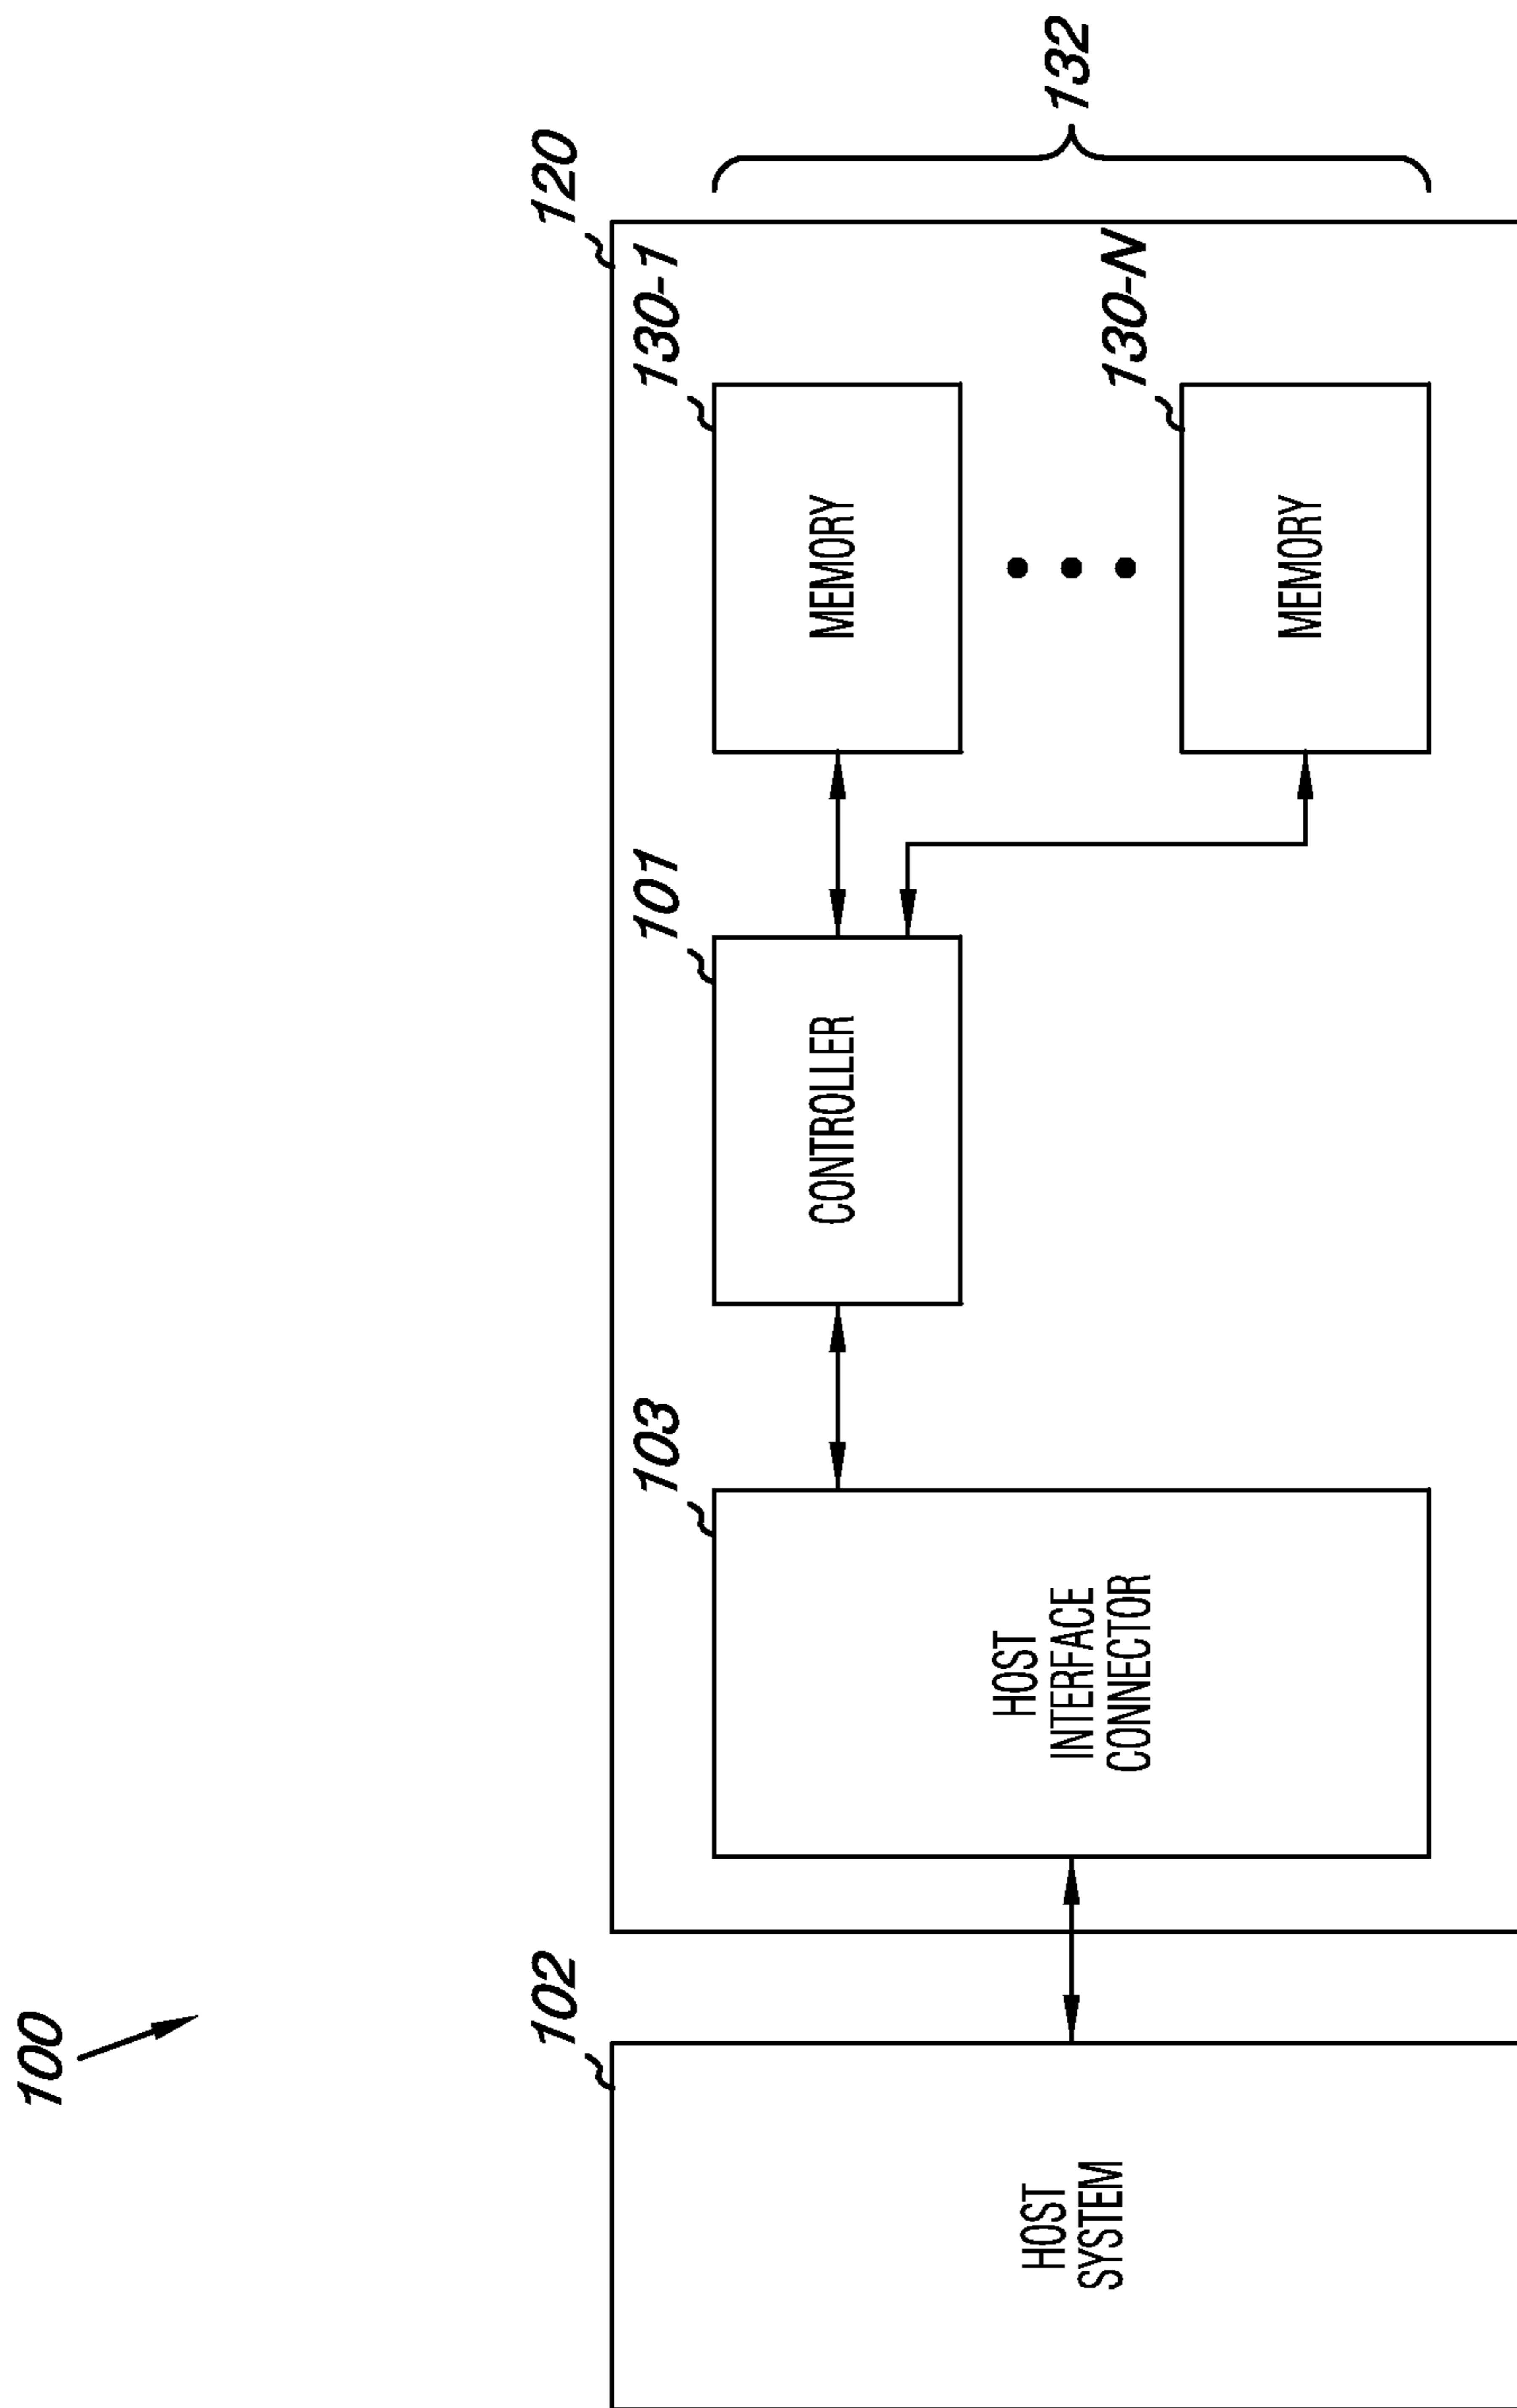 100
102
120
132
103
101
130-1
130-N
HOST
SYSTEM
HOST
INTERFACE
CONNECTOR
CONTROLLER
MEMORY
MEMORY